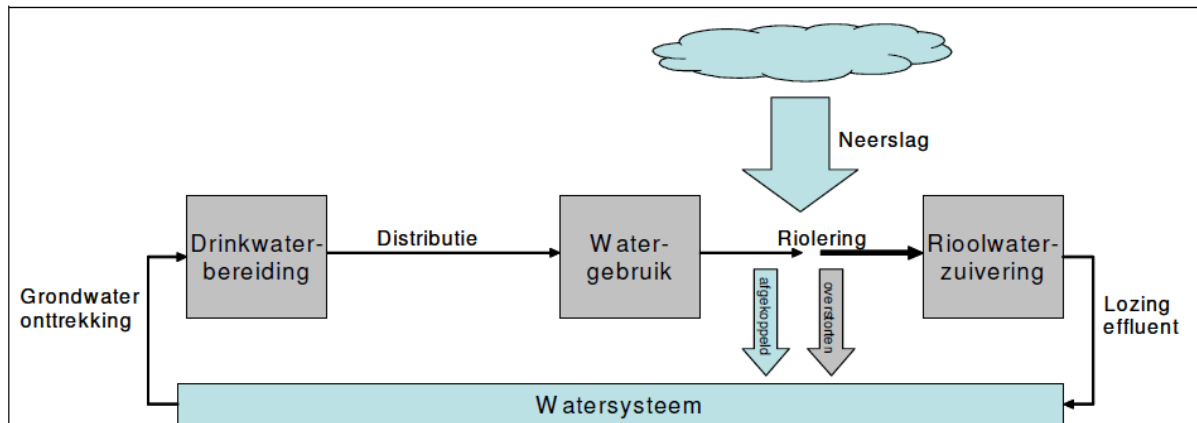 Neerslag
Drinkwater-
bereiding
Distributie
Water-
gebruik
Riolering
Rioolwater-
zuivering
Grondwater
onttrekking
afgekoppeld
overstorten
Lozing
effluent
Watersysteem